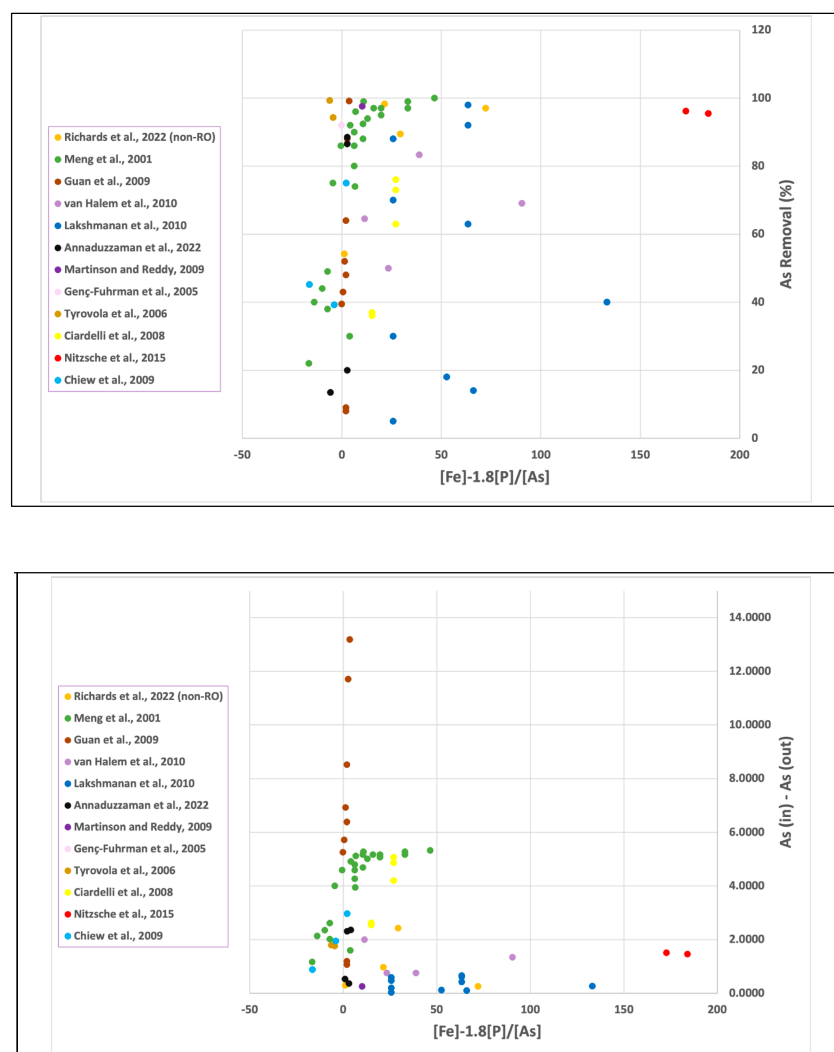 120
100
80
60
40
20
0
As Removal (%)
Richards et al., 2022 (non-RO)
Meng et al., 2001
Guan et al., 2009
van Halem et al., 2010
Lakshmanan et al., 2010
Annaduzzaman et al., 2022
Martinson and Reddy, 2009
Genç-Fuhrman et al., 2005
Tyrovola et al., 2006
Ciardelli et al., 2008
Nitzsche et al., 2015
Chiew et al., 2009
-50 0 50 100 150 200
[Fe]-1.8[P]/[As]
14.0000
12.0000
10.0000
8.0000
6.0000
4.0000
2.0000
0.0000
As (in) - As (out)
Richards et al., 2022 (non-RO)
Meng et al., 2001
Guan et al., 2009
van Halem et al., 2010
Lakshmanan et al., 2010
Annaduzzaman et al., 2022
Martinson and Reddy, 2009
Genç-Fuhrman et al., 2005
Tyrovola et al., 2006
Ciardelli et al., 2008
Nitzsche et al., 2015
Chiew et al., 2009
-50 0 50 100 150 200
[Fe]-1.8[P]/[As]